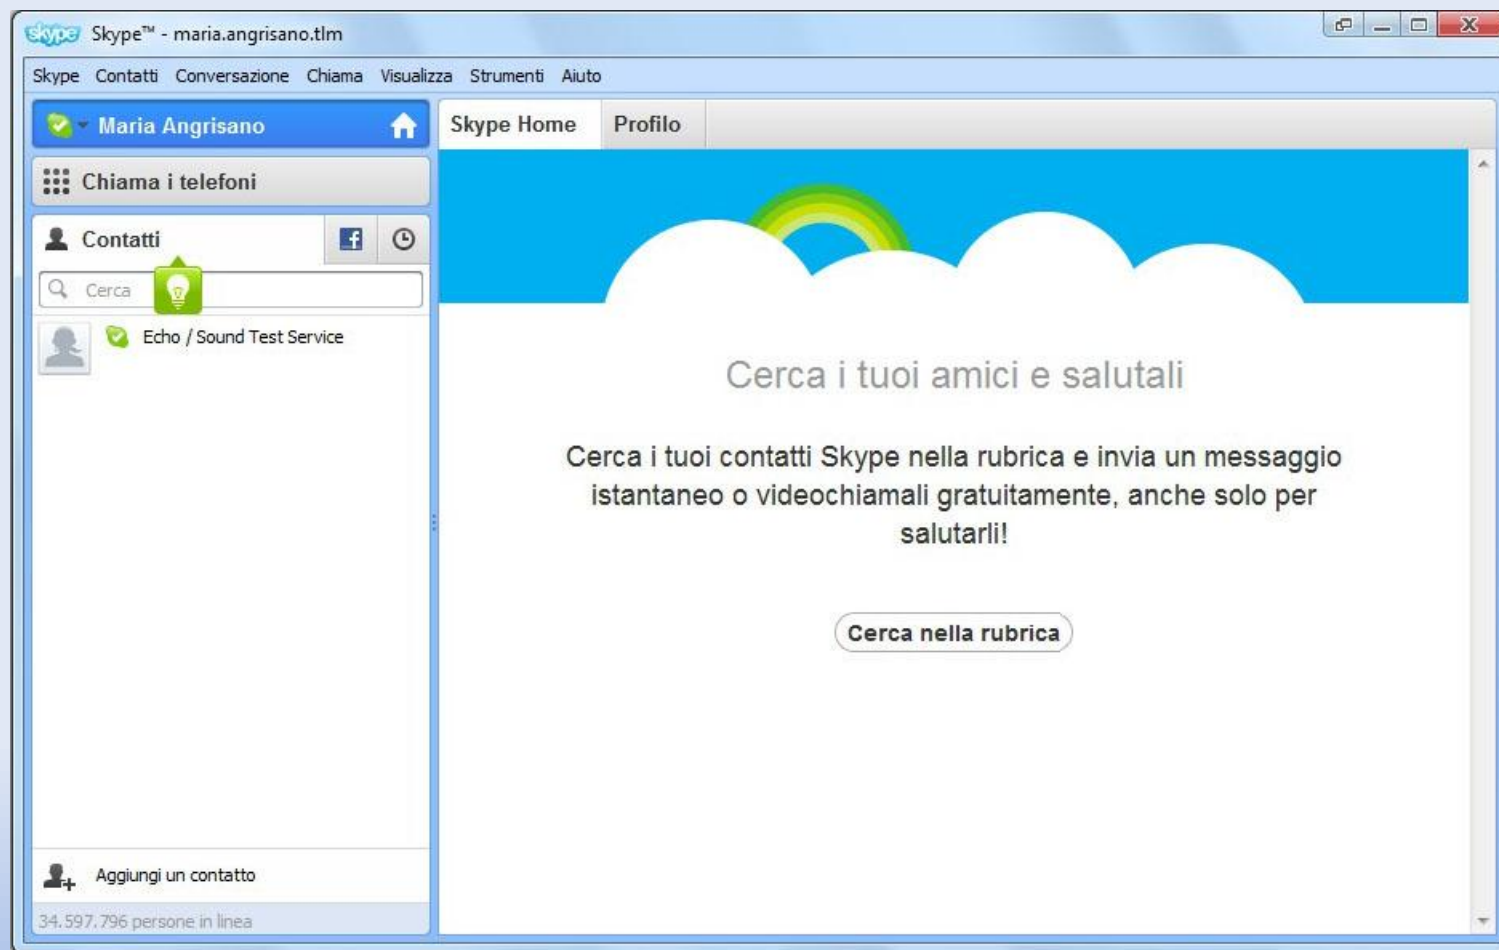 skype Skype™ - maria.angrisano.tlm
Skype Contatti Conversazione Chiama Visualizza Strumenti Aiuto
Maria Angrisano
Chiama i telefoni
Contatti
f
Cerca
Echo / Sound Test Service
Aggiungi un contatto
34.597.796 persone in linea
Skype Home Profilo
Cerca i tuoi amici e salutali
Cerca i tuoi contatti Skype nella rubrica e invia un messaggio
istantaneo o videochiamali gratuitamente, anche solo per
salutarli!
Cerca nella rubrica